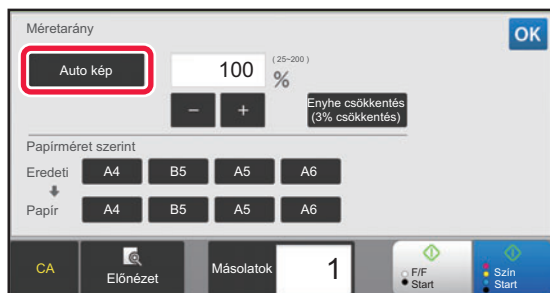 Méretarány
OK
Auto kép
100
(25~200)
%
−
+
Enyhe csökkentés
(3% csökkentés)
Papírméret szerint
Eredeti A4 B5 A5 A6
Papír A4 B5 A5 A6
CA
Előnézet
Másolatok
1
F/F
Start
Szín
Start